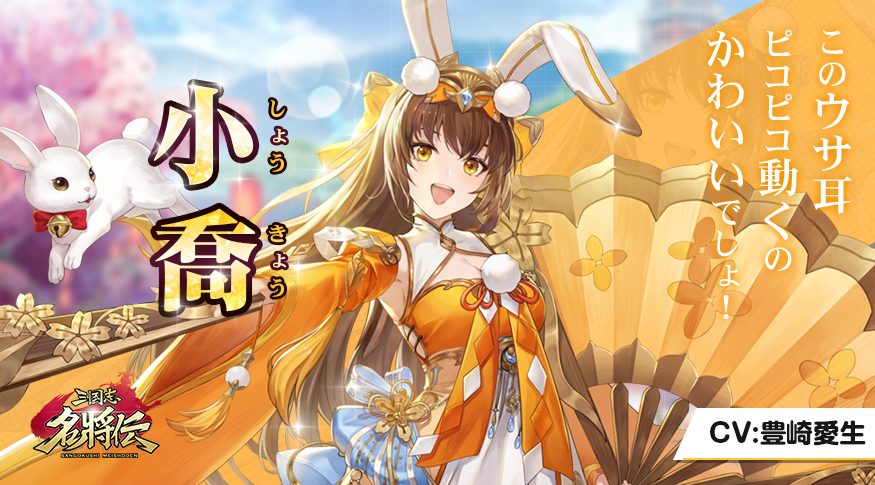 このウサ耳
ピコピコ動くの
かわいいでしょ！
小喬
しょう
きょう
三国志
名将伝
SANGOKUSHI MEISHODEN
CV:豊崎愛生